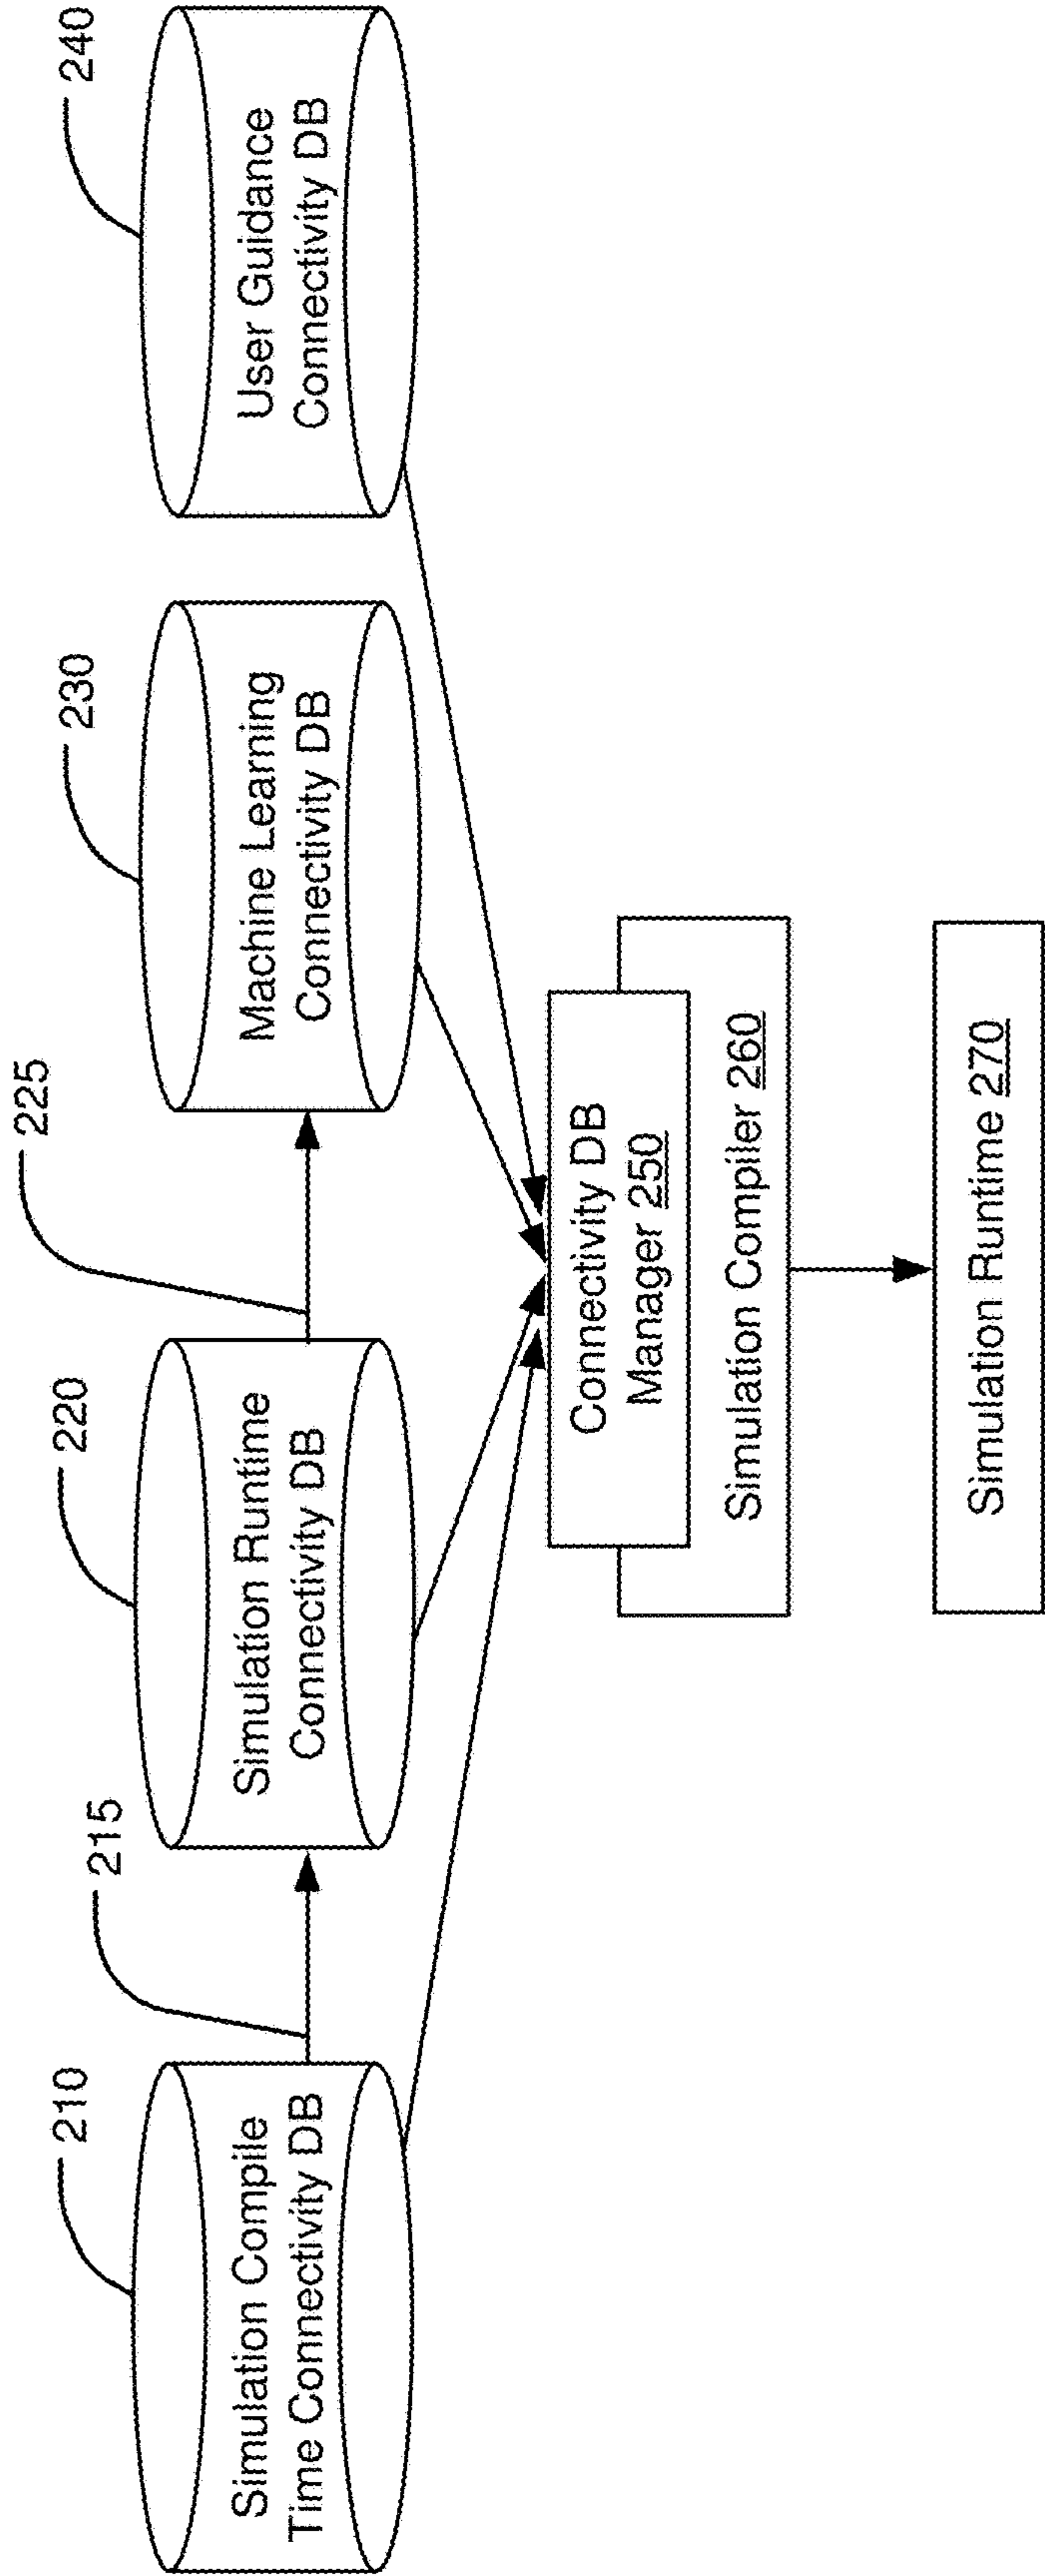 210
Simulation Compile
Time Connectivity DB
215
220
Simulation Runtime
Connectivity DB
225
230
Machine Learning
Connectivity DB
240
User Guidance
Connectivity DB
Connectivity DB
Manager 250
Simulation Compiler 260
Simulation Runtime 270